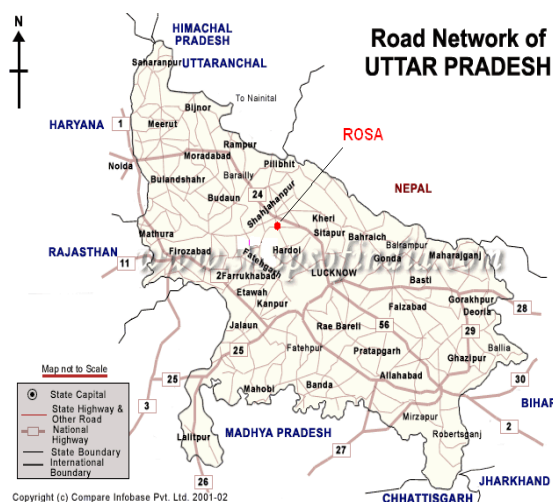 N
Road Network of
UTTAR PRADESH
HIMACHAL
PRADESH
Saharanpur
UTTARANCHAL
To Nainital
Bijnor
HARYANA
1
Meerut
Rampur
ROSA
Moradabad
Pilibhit
Noida
Bareilly
Bulandshahr
24
Shahjahanpur
NEPAL
Budaun
Kheri
Mathura
Sitapur
Bahraich
RAJASTHAN
Firozabad
Hardoi
Balrampur
Gonda
Maharajganj
11
Fatehgarh
2
Farrukhabad
LUCKNOW
Basti
Etawah
Kanpur
Faizabad
Gorakhpur
Deoria
28
Jalaun
Rae Bareli
56
29
25
Fatehpur
Pratapgarh
Ballia
Ghazipur
Map not to Scale
25
Mahobi
Banda
Allahabad
30
State Capital
State Highway &
Other Road
National
Highway
State Boundary
International
Boundary
3
Mirzapur
BIHAR
Lalitpur
MADHYA PRADESH
Robertsganj
2
27
26
JHARKHAND
CHHATTISGARH
Copyright (c) Compare Infobase Pvt. Ltd. 2001-02